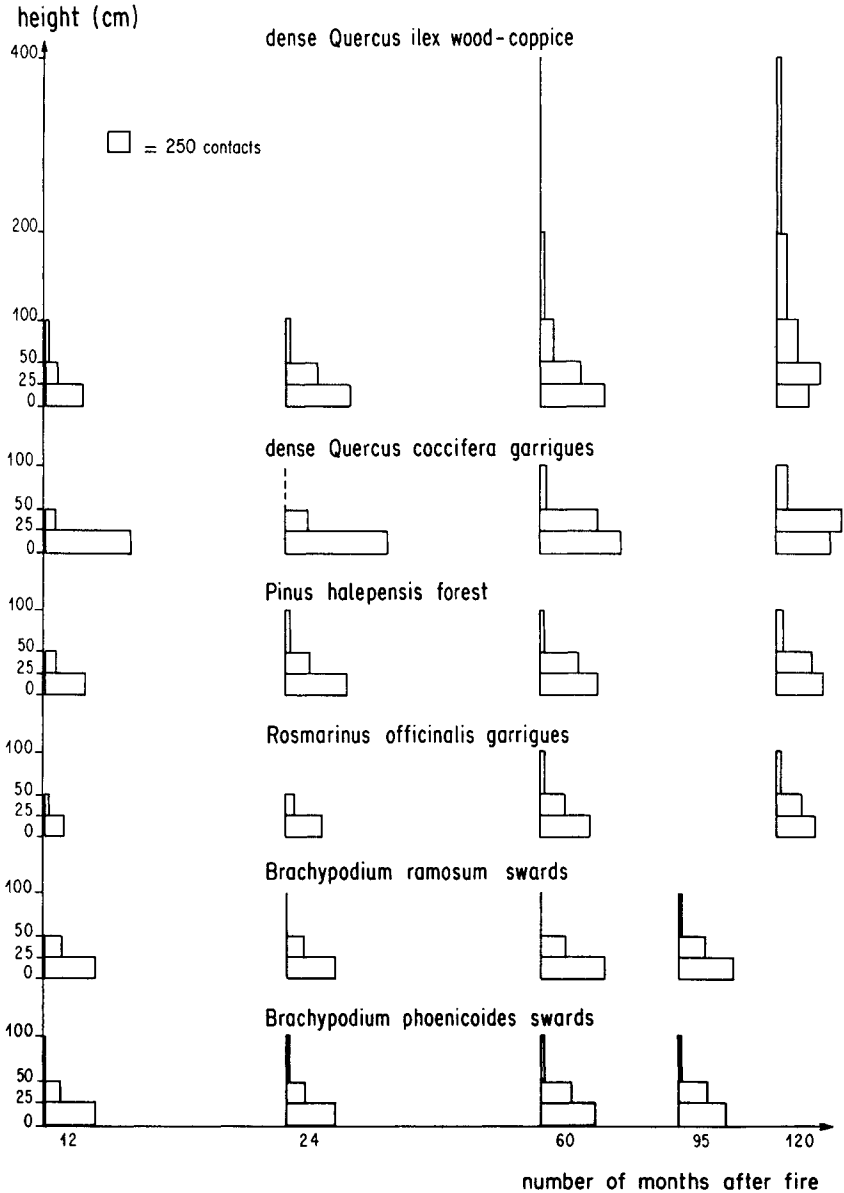 height (cm)
dense Quercus ilex wood-coppice
400
= 250 contacts
200
100
50
25
0
dense Quercus coccifera garrigues
100
50
25
0
Pinus halepensis forest
100
50
25
0
Rosmarinus officinalis garrigues
100
50
25
0
Brachypodium ramosum swards
100
50
25
0
Brachypodium phoenicoides swards
100
50
25
0
12 24 60 95 120
number of months after fire